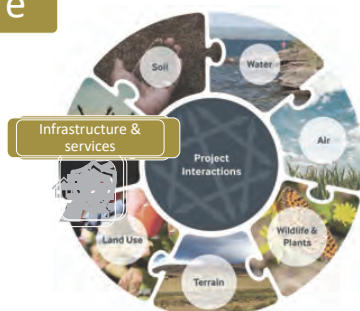 e
Soil
Water
Infrastructure &
services
Air
Project
Interactions
Wildlife &
Plants
Land Use
Terrain